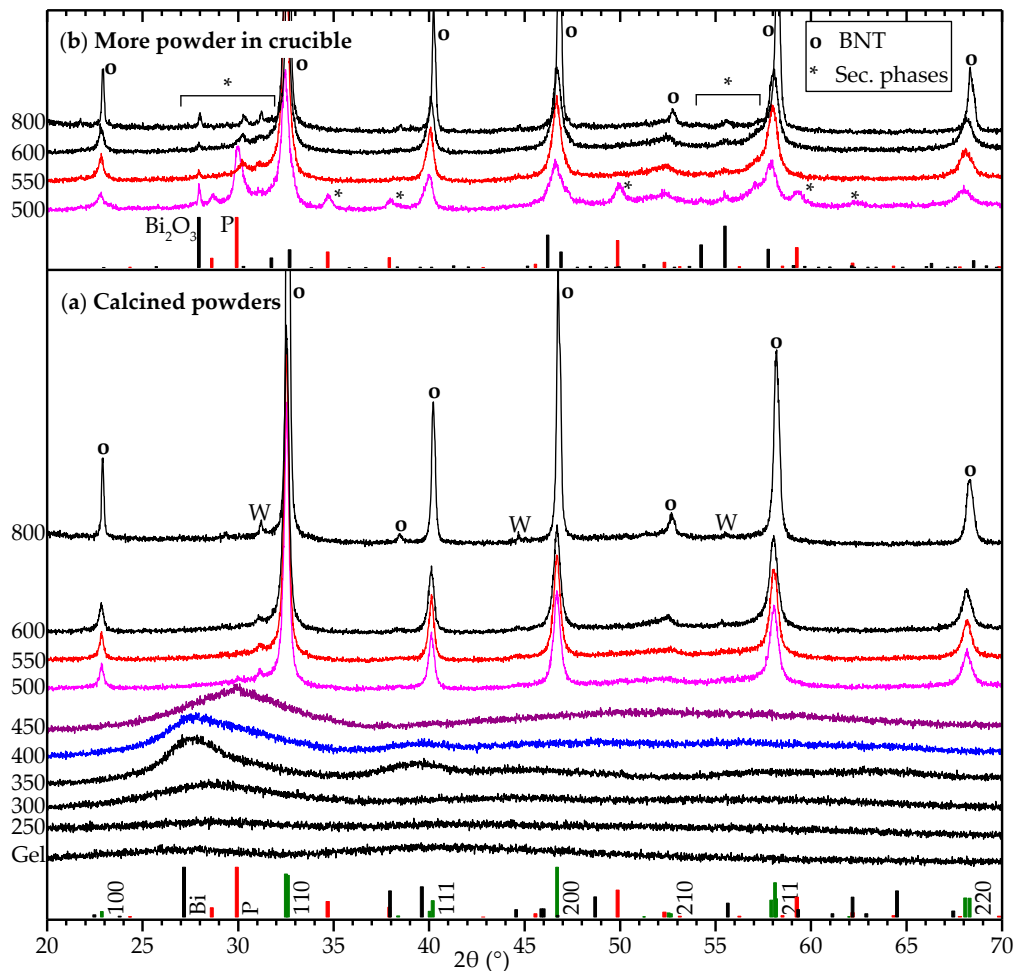 (b) More powder in crucible
o BNT
* Sec. phases
o
o
o
o
o
o
o
*
*
800
600
550
500
*
*
*
*
*
Bi2O3
P
(a) Calcined powders
o
o
o
o
o
o
o
o
W
W
W
800
600
550
500
450
400
350
300
250
Gel
100
Bi
P
110
111
200
210
211
220
20
25
30
35
40
45
50
55
60
65
70
2θ (°)